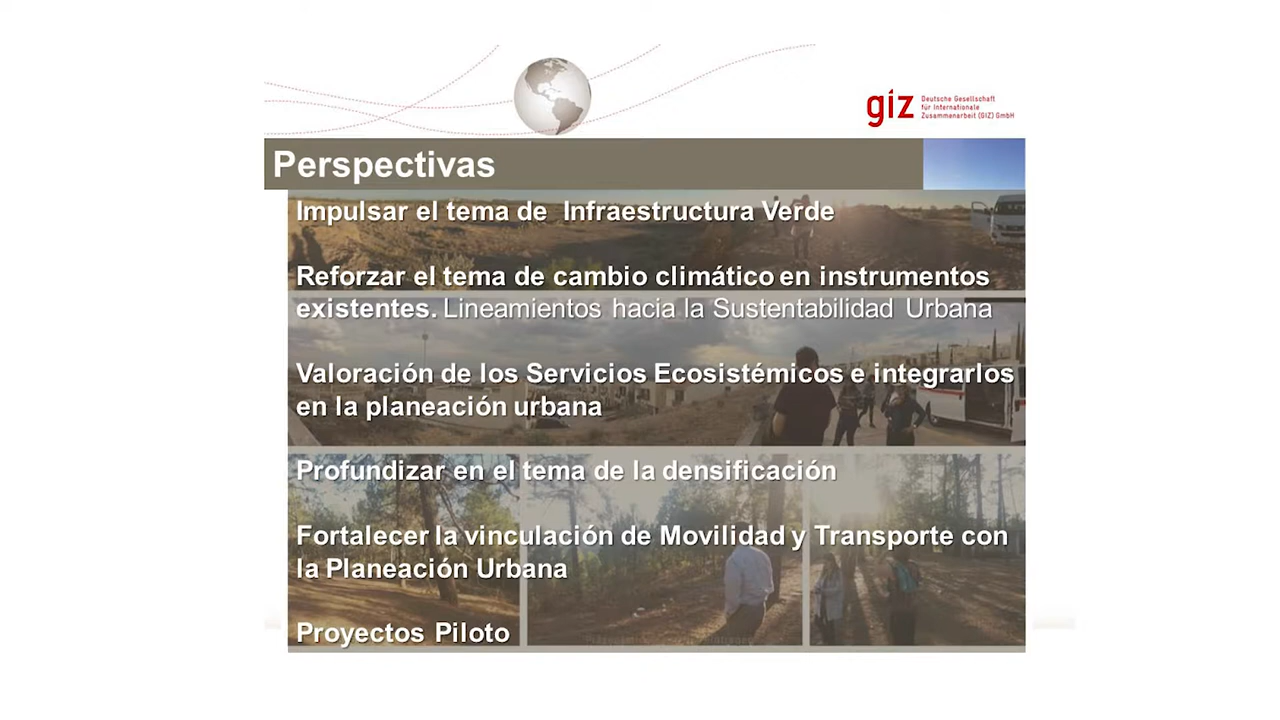 giz
Deutsche Gesellschaft
für Internationale
Zusammenarbeit (GIZ) GmbH
Perspectivas
Impulsar el tema de Infraestructura Verde
Reforzar el tema de cambio climático en instrumentos
existentes. Lineamientos hacia la Sustentabilidad Urbana
Valoración de los Servicios Ecosistémicos e integrarlos
en la planeación urbana
Profundizar en el tema de la densificación
Fortalecer la vinculación de Movilidad y Transporte con
la Planeación Urbana
Proyectos Piloto